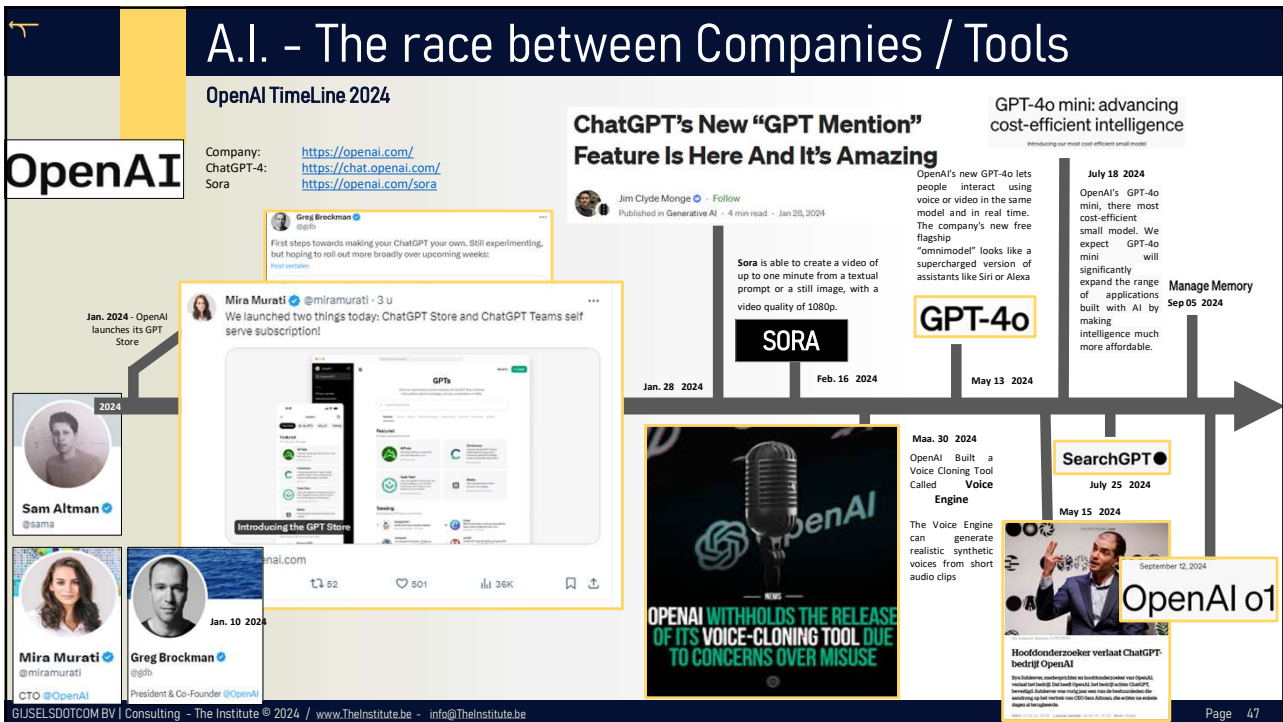 A.I. - The race between Companies / Tools
OpenAI TimeLine 2024
OpenAI
Company: https://openai.com/
ChatGPT-4: https://chat.openai.com/
Sora https://openai.com/sora
Greg Brockman
@gdb
First steps towards making your ChatGPT your own. Still experimenting,
but hoping to roll out more broadly over upcoming weeks:
Post vertalen
Mira Murati @miramurati · 3 u
We launched two things today: ChatGPT Store and ChatGPT Teams self
serve subscription!
GPTs
Featured
Trending
Introducing the GPT Store
enai.com
52 501 36K
Jan. 2024 - OpenAI
launches its GPT
Store
2024
Sam Altman
@sama
Mira Murati
@miramurati
CTO @OpenAI
Greg Brockman
@gdb
President & Co-Founder @OpenAI
Jan. 10 2024
ChatGPT's New “GPT Mention”
Feature Is Here And It's Amazing
Jim Clyde Monge · Follow
Published in Generative AI · 4 min read · Jan 28, 2024
Jan. 28 2024
Sora is able to create a video of
up to one minute from a textual
prompt or a still image, with a
video quality of 1080p.
SORA
Feb. 16 2024
OpenAI's new GPT-4o lets
people interact using
voice or video in the same
model and in real time.
The company's new free
flagship
“omnimodel” looks like a
supercharged version of
assistants like Siri or Alexa
GPT-4o
May 13 2024
GPT-4o mini: advancing
cost-efficient intelligence
Introducing our most cost-efficient small model
July 18 2024
OpenAI's GPT-4o
mini, there most
cost-efficient
small model. We
expect GPT-4o
mini will
significantly
expand the range
of applications
built with AI by
making
intelligence much
more affordable.
Manage Memory
Sep 05 2024
OpenAI
NEWS
OPENAI WITHHOLDS THE RELEASE
OF ITS VOICE-CLONING TOOL DUE
TO CONCERNS OVER MISUSE
Maa. 30 2024
OpenAI Built a
Voice Cloning Tool
Called Voice
Engine
The Voice Engine
can generate
realistic synthetic
voices from short
audio clips
SearchGPT
July 25 2024
May 15 2024
September 12, 2024
OpenAI o1
Hoofdonderzoeker verlaat ChatGPT-
bedrijf OpenAI
GIJSELSDOTCOM BV | Consulting - The Institute © 2024 / www.TheInstitute.be - info@TheInstitute.be
Page 47